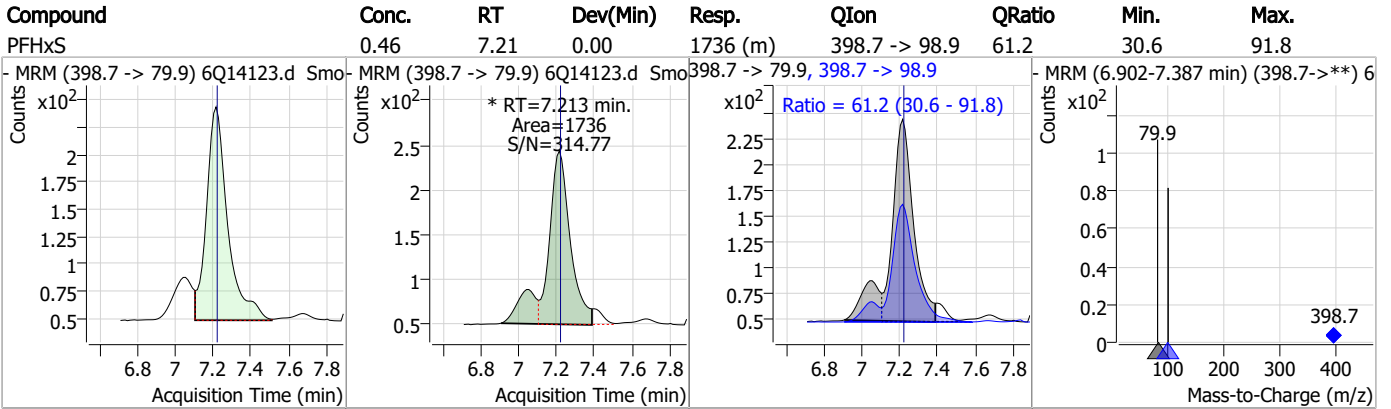 Compound Conc. RT Dev(Min) Resp. QIon QRatio Min. Max.
PFHxS 0.46 7.21 0.00 1736 (m) 398.7 -> 98.9 61.2 30.6 91.8
- MRM (398.7 -> 79.9) 6Q14123.d Smo
Counts
x10²
2
1.75
1.5
1.25
1
0.75
0.5
6.8 7 7.2 7.4 7.6 7.8
Acquisition Time (min)
- MRM (398.7 -> 79.9) 6Q14123.d Smo
Counts
x10²
* RT=7.213 min.
Area=1736
S/N=314.77
2.5
2
1.5
1
0.5
6.8 7 7.2 7.4 7.6 7.8
Acquisition Time (min)
398.7 -> 79.9, 398.7 -> 98.9
Counts
x10²
Ratio = 61.2 (30.6 - 91.8)
2.25
2
1.75
1.5
1.25
1
0.75
0.5
6.8 7 7.2 7.4 7.6 7.8
Acquisition Time (min)
- MRM (6.902-7.387 min) (398.7->**) 6
Counts
x10²
79.9
1
0.8
0.6
0.4
0.2
0
398.7
100 200 300 400
Mass-to-Charge (m/z)